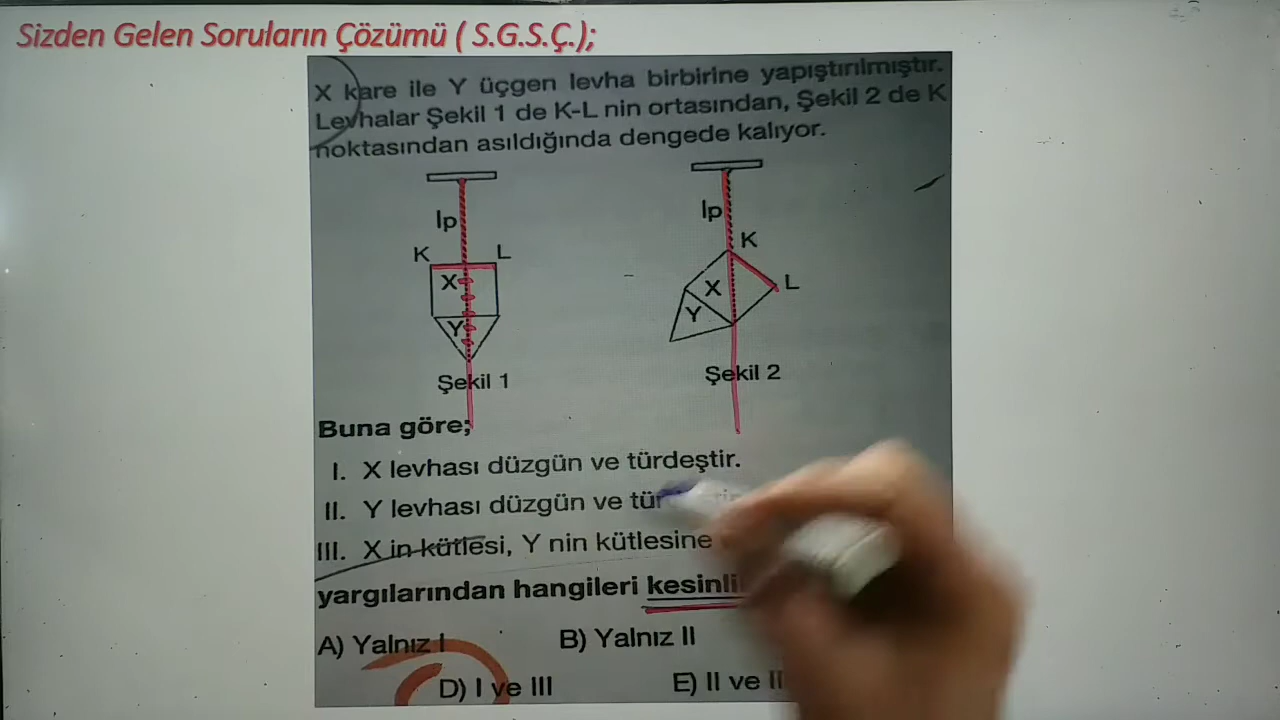 Sizden Gelen Soruların Çözümü ( S.G.S.Ç.);
X kare ile Y üçgen levha birbirine yapıştırılmıştır.
Levhalar Şekil 1 de K-L nin ortasından, Şekil 2 de K
noktasından asıldığında dengede kalıyor.
İp
İp
K
K L
X
X L
Y
Y
Şekil 1
Şekil 2
Buna göre;
I. X levhası düzgün ve türdeştir.
II. Y levhası düzgün ve
III. X in kütlesi, Y nin kütlesine
yargılarından hangileri
A) Yalnız I
B) Yalnız II
D) I ve III
E) II ve